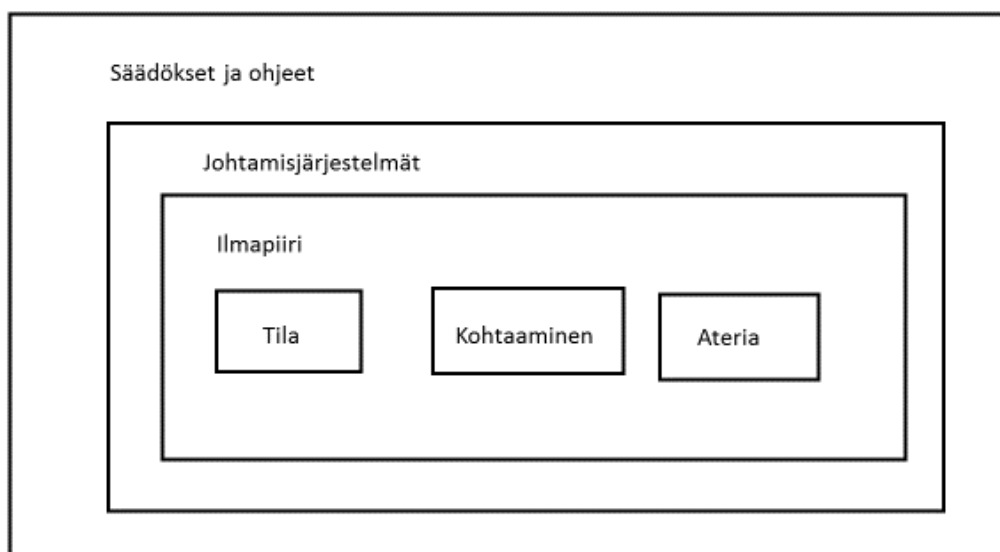 Säädökset ja ohjeet
Johtamisjärjestelmät
Ilmapiiri
Tila
Kohtaaminen
Ateria